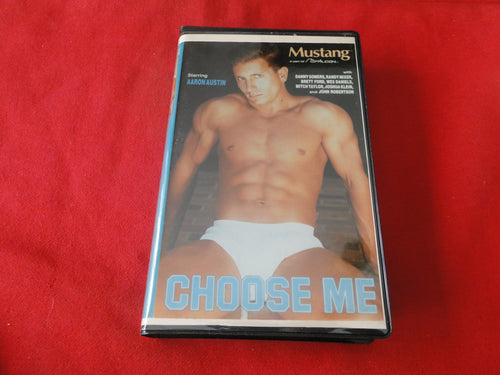 Mustang
A PART OF FALCON
Starring
AARON AUSTIN
with
DANNY SOMERS, RANDY MIXER,
BRETT FORD, WES DANIELS,
MITCH TAYLOR, JOSHUA KLEIN,
and JOHN ROBERTSON
CHOOSE ME